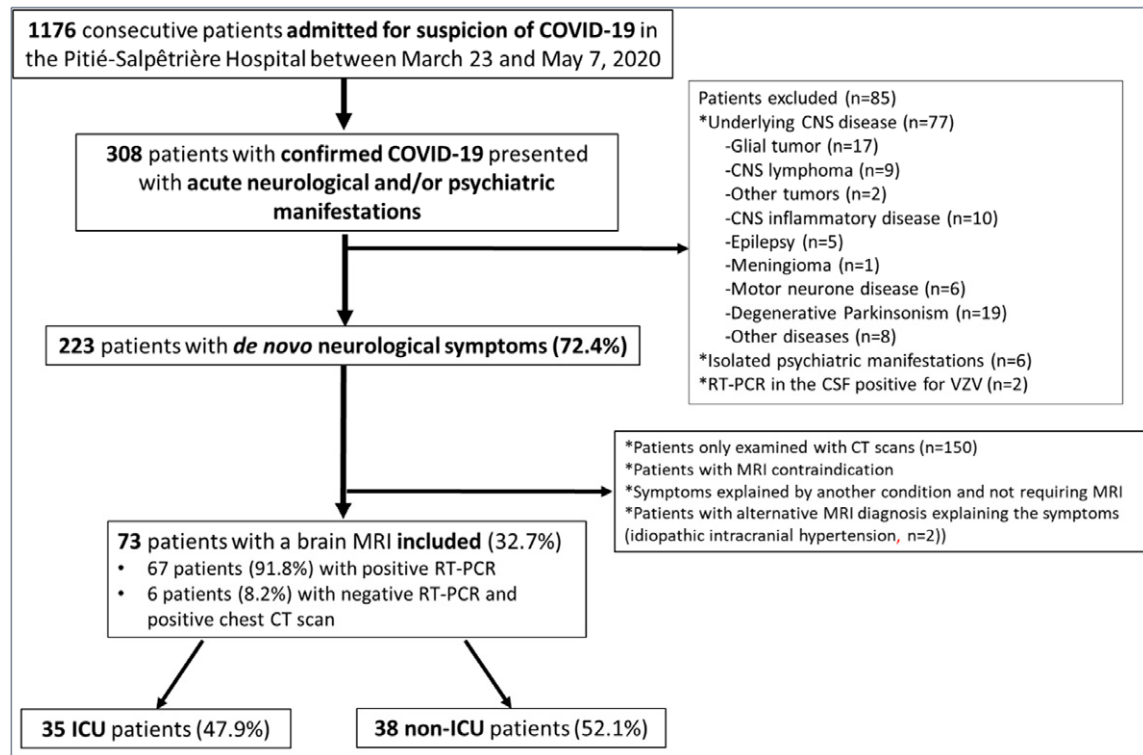 1176 consecutive patients admitted for suspicion of COVID-19 in
the Pitié-Salpêtrière Hospital between March 23 and May 7, 2020
Patients excluded (n=85)
*Underlying CNS disease (n=77)
-Glial tumor (n=17)
-CNS lymphoma (n=9)
-Other tumors (n=2)
-CNS inflammatory disease (n=10)
-Epilepsy (n=5)
-Meningioma (n=1)
-Motor neurone disease (n=6)
-Degenerative Parkinsonism (n=19)
-Other diseases (n=8)
*Isolated psychiatric manifestations (n=6)
*RT-PCR in the CSF positive for VZV (n=2)
308 patients with confirmed COVID-19 presented
with acute neurological and/or psychiatric
manifestations
223 patients with de novo neurological symptoms (72.4%)
*Patients only examined with CT scans (n=150)
*Patients with MRI contraindication
*Symptoms explained by another condition and not requiring MRI
*Patients with alternative MRI diagnosis explaining the symptoms
(idiopathic intracranial hypertension, n=2))
73 patients with a brain MRI included (32.7%)
• 67 patients (91.8%) with positive RT-PCR
• 6 patients (8.2%) with negative RT-PCR and
positive chest CT scan
35 ICU patients (47.9%)
38 non-ICU patients (52.1%)